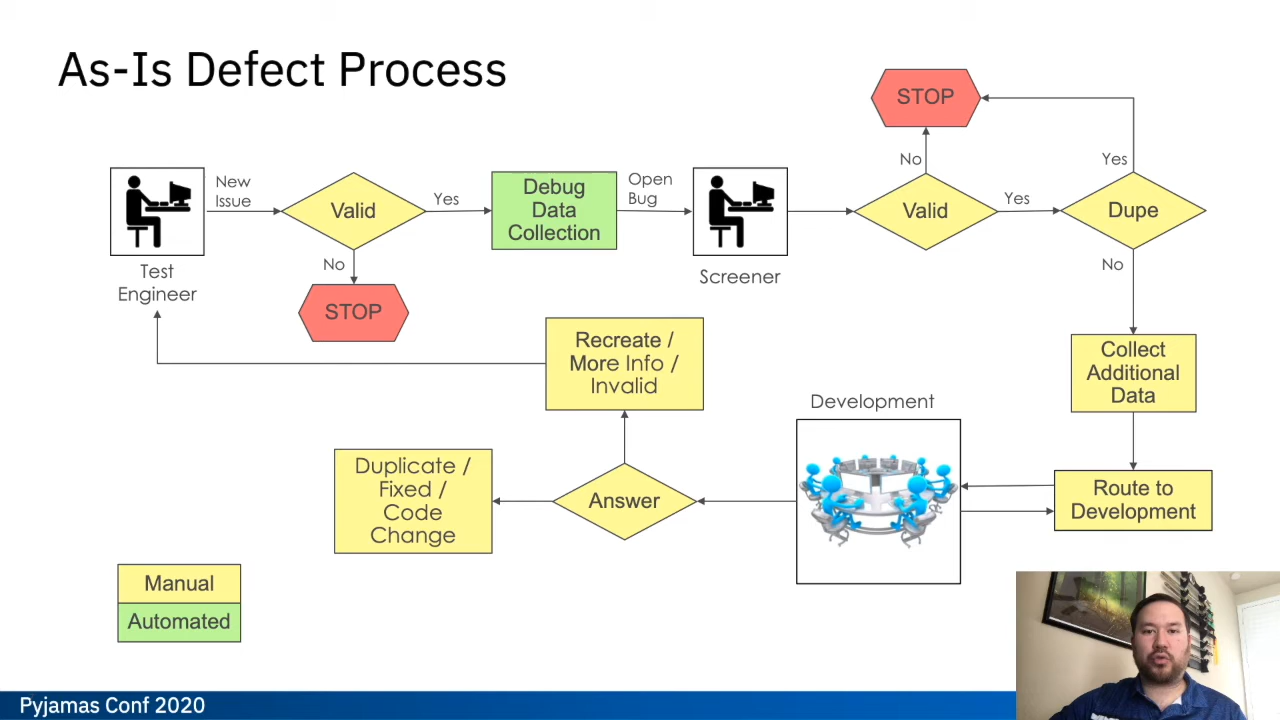 As-Is Defect Process
STOP
No
Yes
New
Issue
Valid
Yes
Debug
Data
Collection
Open
Bug
Valid
Yes
Dupe
Test
Engineer
No
STOP
Screener
No
Recreate /
More Info /
Invalid
Collect
Additional
Data
Development
Duplicate /
Fixed /
Code
Change
Answer
Route to
Development
Manual
Automated
Pyjamas Conf 2020